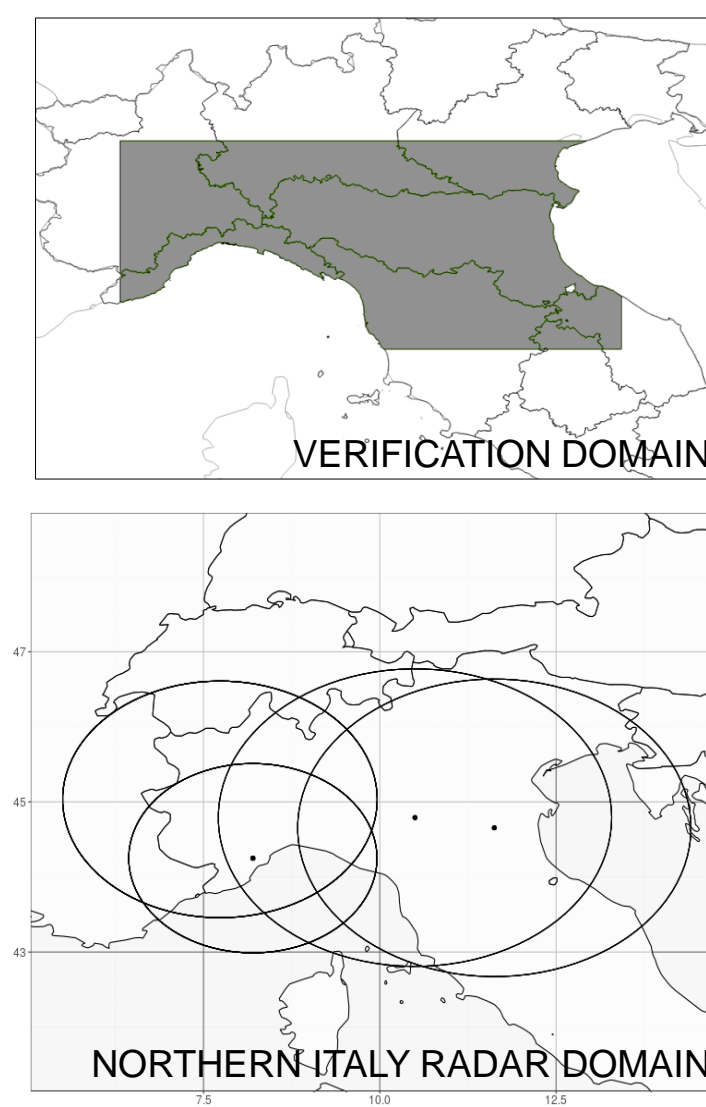 VERIFICATION DOMAIN
47
45
43
NORTHERN ITALY RADAR DOMAIN
7.5 10.0 12.5